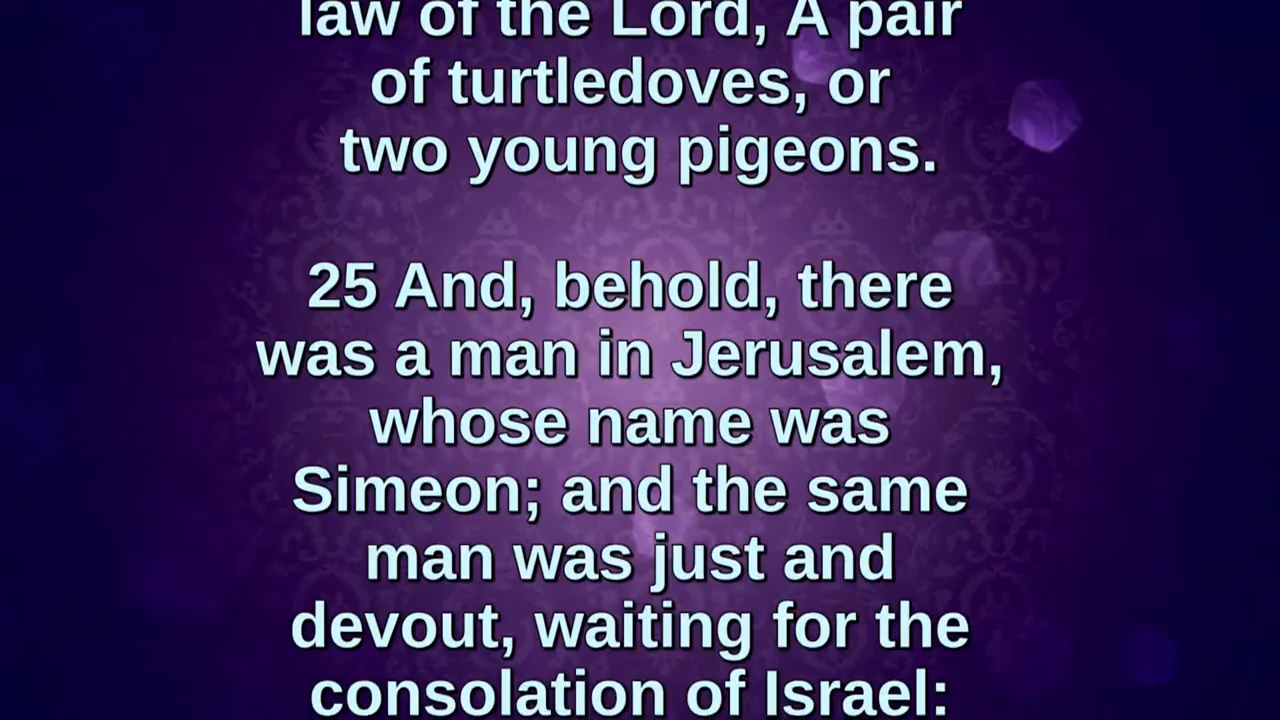 law of the Lord, A pair
of turtledoves, or
two young pigeons.
25 And, behold, there
was a man in Jerusalem,
whose name was
Simeon; and the same
man was just and
devout, waiting for the
consolation of Israel: